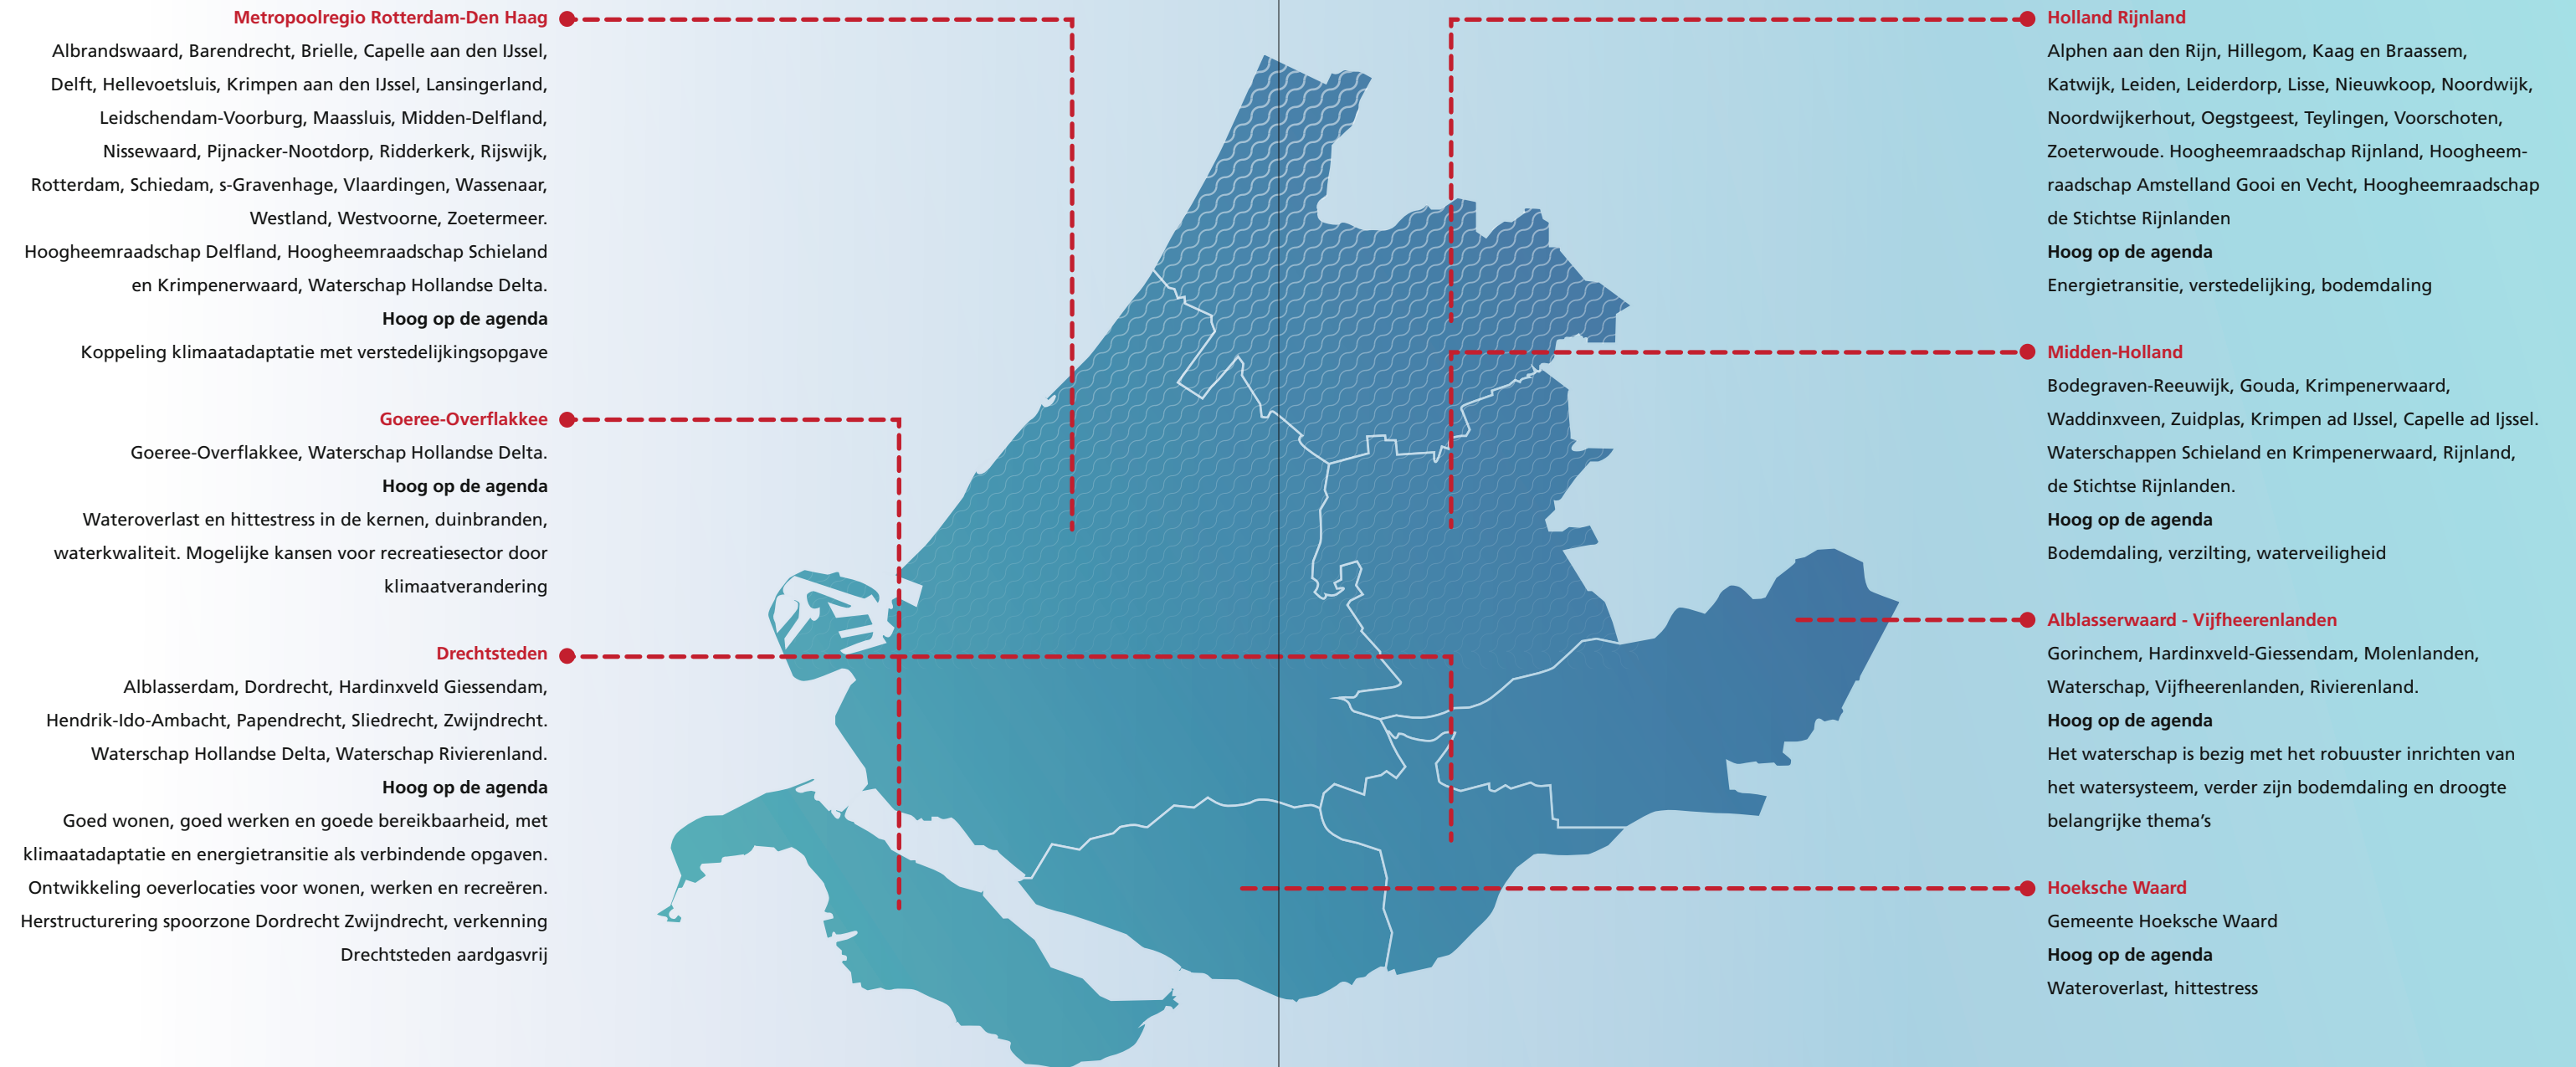 Metropoolregio Rotterdam-Den Haag
Albrandswaard, Barendrecht, Brielle, Capelle aan den IJssel,
Delft, Hellevoetsluis, Krimpen aan den IJssel, Lansingerland,
Leidschendam-Voorburg, Maassluis, Midden-Delfland,
Nissewaard, Pijnacker-Nootdorp, Ridderkerk, Rijswijk,
Rotterdam, Schiedam, s-Gravenhage, Vlaardingen, Wassenaar,
Westland, Westvoorne, Zoetermeer.
Hoogheemraadschap Delfland, Hoogheemraadschap Schieland
en Krimpenerwaard, Waterschap Hollandse Delta.
Hoog op de agenda
Koppeling klimaatadaptatie met verstedelijkingsopgave
Goeree-Overflakkee
Goeree-Overflakkee, Waterschap Hollandse Delta.
Hoog op de agenda
Wateroverlast en hittestress in de kernen, duinbranden,
waterkwaliteit. Mogelijke kansen voor recreatiesector door
klimaatverandering
Drechtsteden
Alblasserdam, Dordrecht, Hardinxveld Giessendam,
Hendrik-Ido-Ambacht, Papendrecht, Sliedrecht, Zwijndrecht.
Waterschap Hollandse Delta, Waterschap Rivierenland.
Hoog op de agenda
Goed wonen, goed werken en goede bereikbaarheid, met
klimaatadaptatie en energietransitie als verbindende opgaven.
Ontwikkeling oeverlocaties voor wonen, werken en recreëren.
Herstructurering spoorzone Dordrecht Zwijndrecht, verkenning
Drechtsteden aardgasvrij
Holland Rijnland
Alphen aan den Rijn, Hillegom, Kaag en Braassem,
Katwijk, Leiden, Leiderdorp, Lisse, Nieuwkoop, Noordwijk,
Noordwijkerhout, Oegstgeest, Teylingen, Voorschoten,
Zoeterwoude. Hoogheemraadschap Rijnland, Hoogheem-
raadschap Amstelland Gooi en Vecht, Hoogheemraadschap
de Stichtse Rijnlanden
Hoog op de agenda
Energietransitie, verstedelijking, bodemdaling
Midden-Holland
Bodegraven-Reeuwijk, Gouda, Krimpenerwaard,
Waddinxveen, Zuidplas, Krimpen ad IJssel, Capelle ad Ijssel.
Waterschappen Schieland en Krimpenerwaard, Rijnland,
de Stichtse Rijnlanden.
Hoog op de agenda
Bodemdaling, verzilting, waterveiligheid
Alblasserwaard - Vijfheerenlanden
Gorinchem, Hardinxveld-Giessendam, Molenlanden,
Waterschap, Vijfheerenlanden, Rivierenland.
Hoog op de agenda
Het waterschap is bezig met het robuuster inrichten van
het watersysteem, verder zijn bodemdaling en droogte
belangrijke thema's
Hoeksche Waard
Gemeente Hoeksche Waard
Hoog op de agenda
Wateroverlast, hittestress